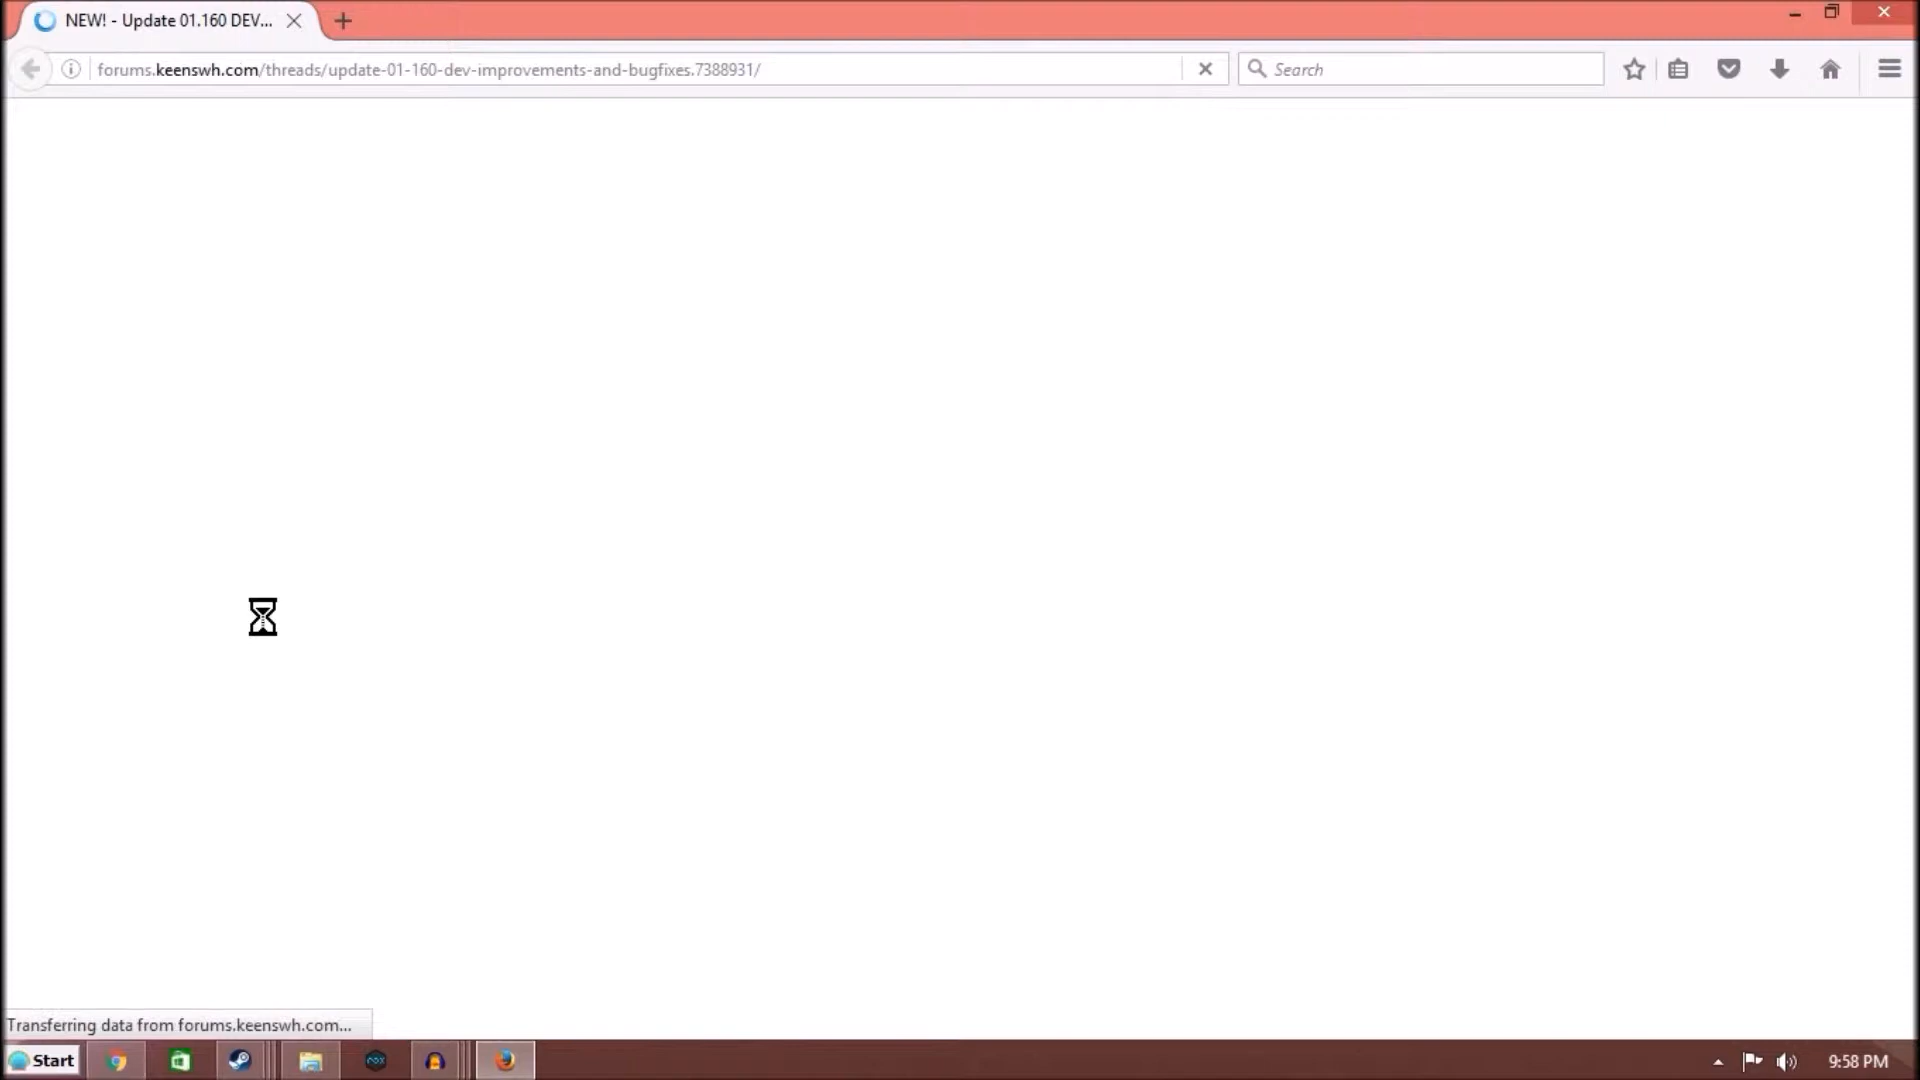 NEW! - Update 01.160 DEV...
forums.keenswh.com/threads/update-01-160-dev-improvements-and-bugfixes.7388931/
Search
Transferring data from forums.keenswh.com...
Start
nox
9:58 PM